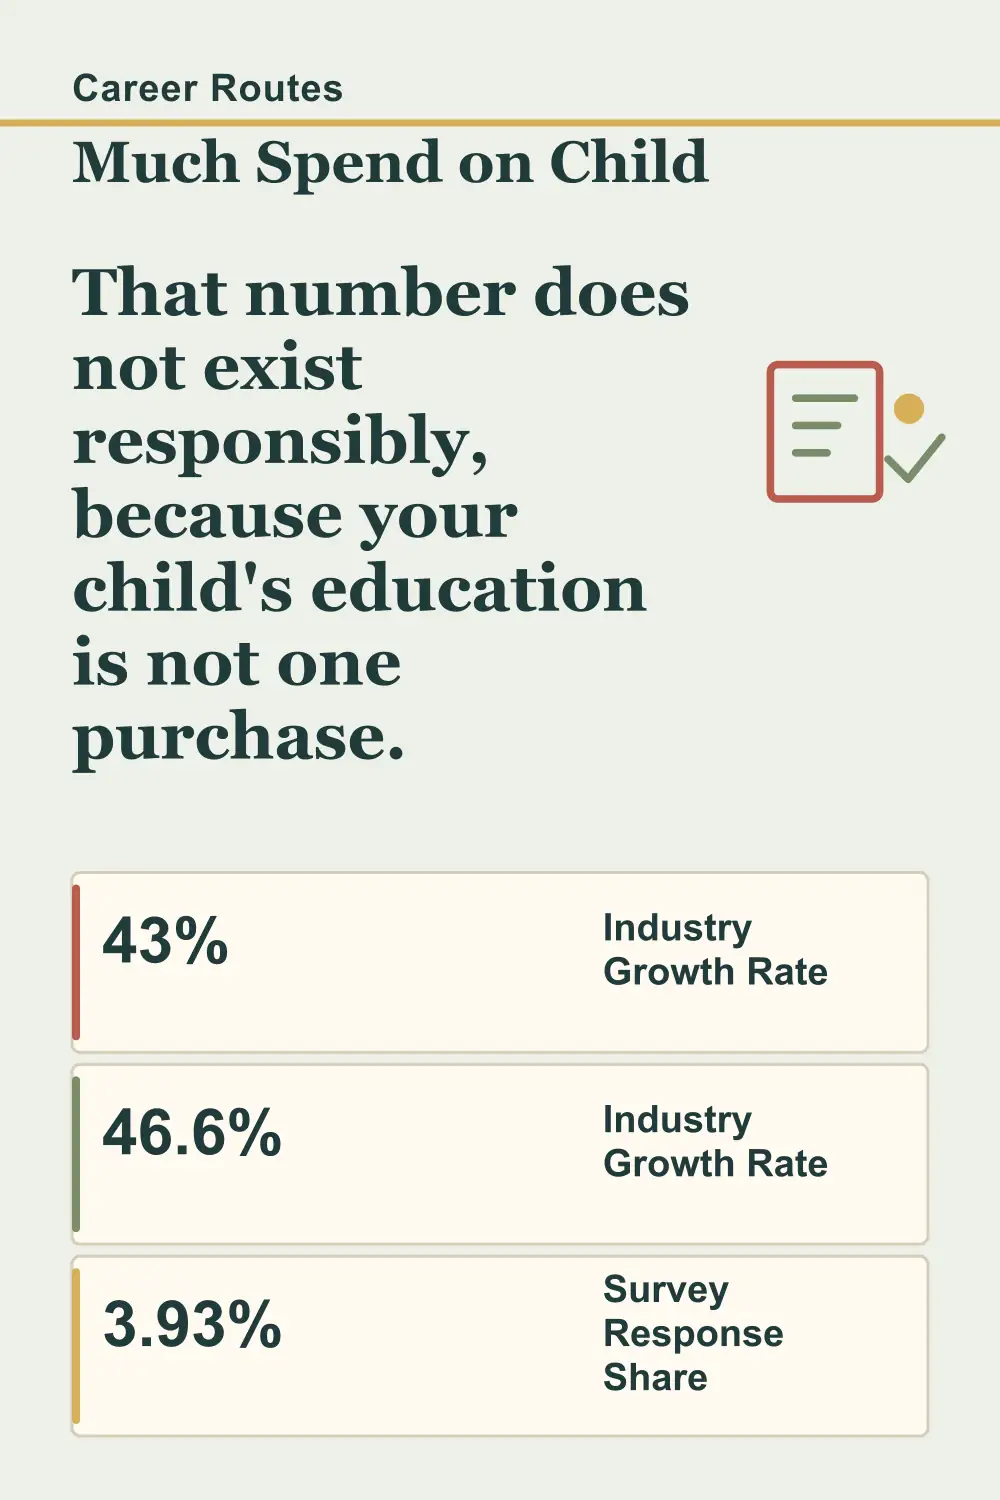 Career Routes
Much Spend on Child
That number does
not exist
responsibly,
because your
child's education
is not one
purchase.
43%
Industry
Growth Rate
46.6%
Industry
Growth Rate
3.93%
Survey
Response
Share